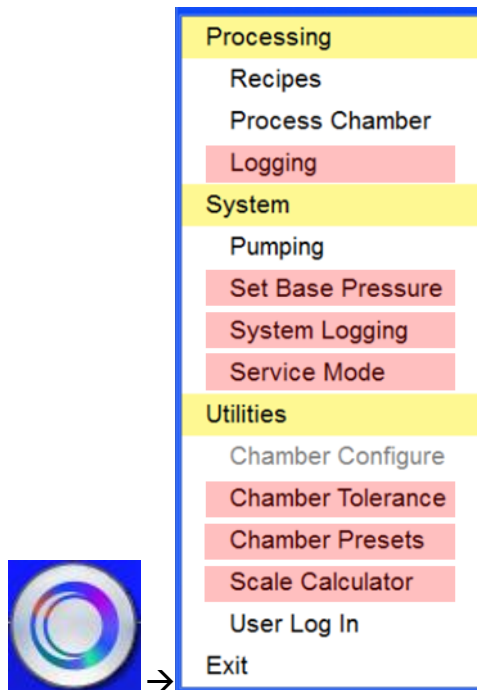 Processing
Recipes
Process Chamber
Logging
System
Pumping
Set Base Pressure
System Logging
Service Mode
Utilities
Chamber Configure
Chamber Tolerance
Chamber Presets
Scale Calculator
User Log In
Exit